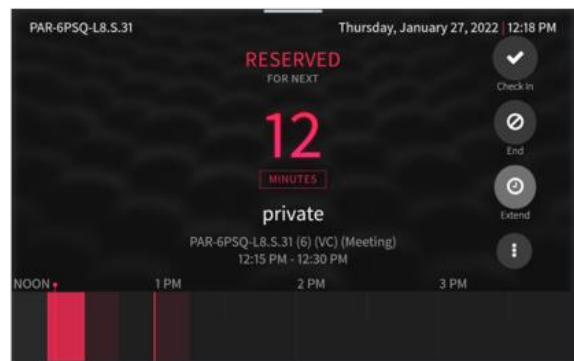 PAR-6PSQ-L8.S.31
Thursday, January 27, 2022 | 12:18 PM
RESERVED
FOR NEXT
12
MINUTES
private
PAR-6PSQ-L8.S.31 (6) (VC) (Meeting)
12:15 PM - 12:30 PM
Check In
End
Extend
NOON
1 PM
2 PM
3 PM